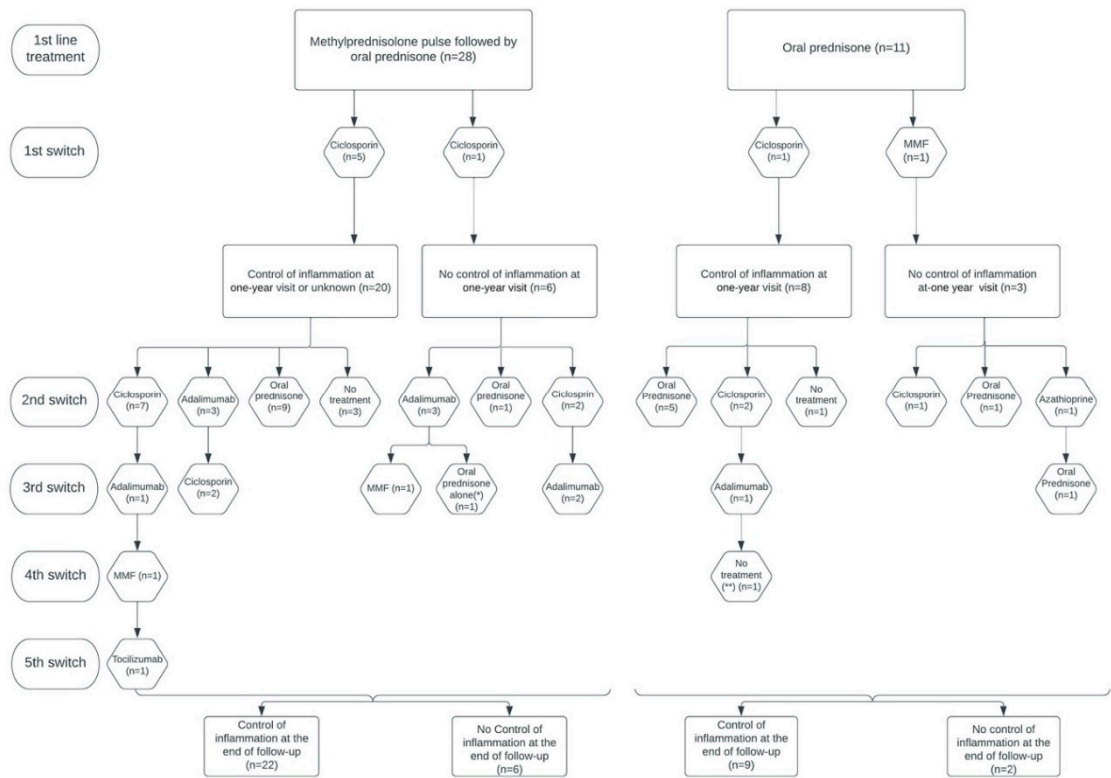 1st line
treatment
Methylprednisolone pulse followed by
oral prednisone (n=28)
Oral prednisone (n=11)
1st switch
Ciclosporin
(n=5)
Ciclosporin
(n=1)
Ciclosporin
(n=1)
MMF
(n=1)
Control of inflammation at
one-year visit or unknown (n=20)
No control of inflammation at
one-year visit (n=6)
Control of inflammation at
one-year visit (n=8)
No control of inflammation
at-one year visit (n=3)
2nd switch
Ciclosporin
(n=7)
Adalimumab
(n=3)
Oral
prednisone
(n=9)
No
treatment
(n=3)
Adalimumab
(n=3)
Oral
prednisone
(n=1)
Ciclosprin
(n=2)
Oral
Prednisone
(n=5)
Ciclosporin
(n=2)
No
treatment
(n=1)
Ciclosporin
(n=1)
Oral
Prednisone
(n=1)
Azathioprine
(n=1)
3rd switch
Adalimumab
(n=1)
Ciclosporin
(n=2)
MMF (n=1)
Oral
prednisone
alone(*)
(n=1)
Adalimumab
(n=2)
Adalimumab
(n=1)
Oral
Prednisone
(n=1)
4th switch
MMF (n=1)
No
treatment
(**) (n=1)
5th switch
Tocilizumab
(n=1)
Control of
inflammation at the
end of follow-up
(n=22)
No Control of
inflammation at the
end of follow-up
(n=6)
Control of
inflammation at
the end of follow-up
(n=9)
No control of
inflammation at the
end of follow-up
(n=2)